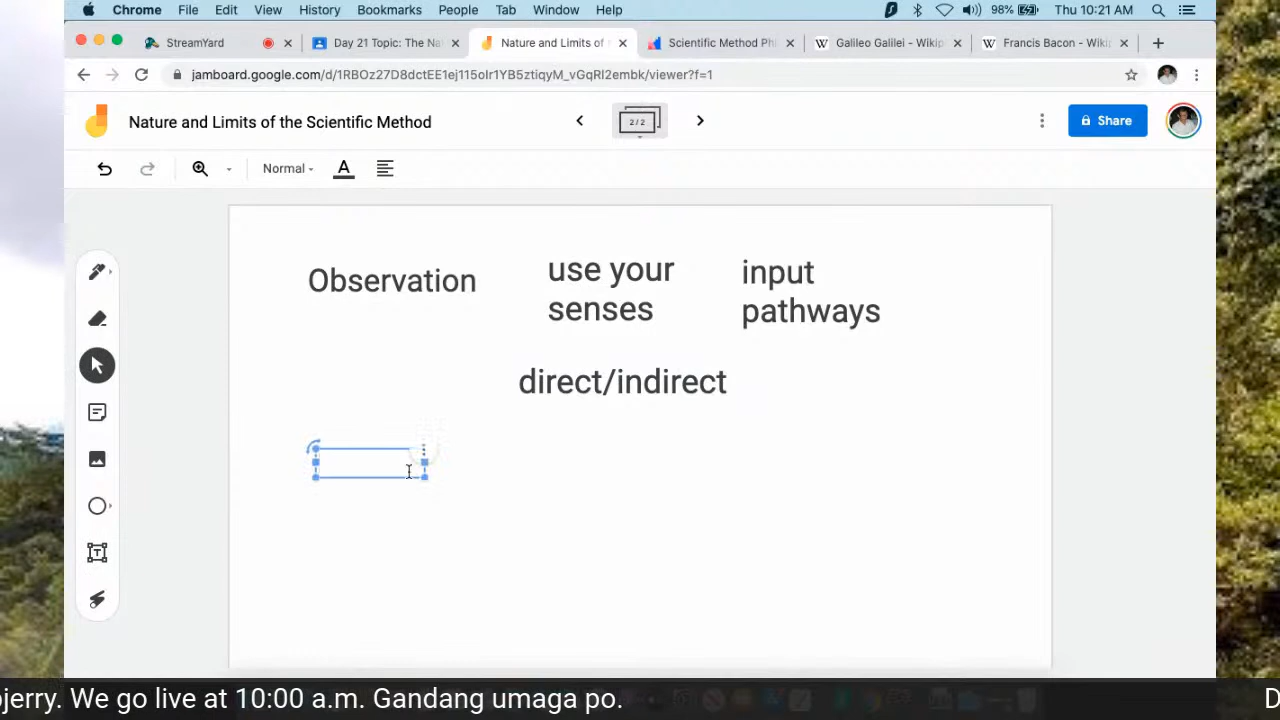 Chrome File Edit View History Bookmarks People Tab Window Help 98% Thu 10:21 AM
StreamYard Day 21 Topic: The Na Nature and Limits of Scientific Method Phi Galileo Galilei - Wikip Francis Bacon - Wiki
jamboard.google.com/d/1RBOz27D8dctEE1ej115oIr1YB5ztiqyM_vGqRI2embk/viewer?f=1
Nature and Limits of the Scientific Method 2 / 2 Share
Normal A
Observation
use your
senses
input
pathways
direct/indirect
ojerry. We go live at 10:00 a.m. Gandang umaga po. D